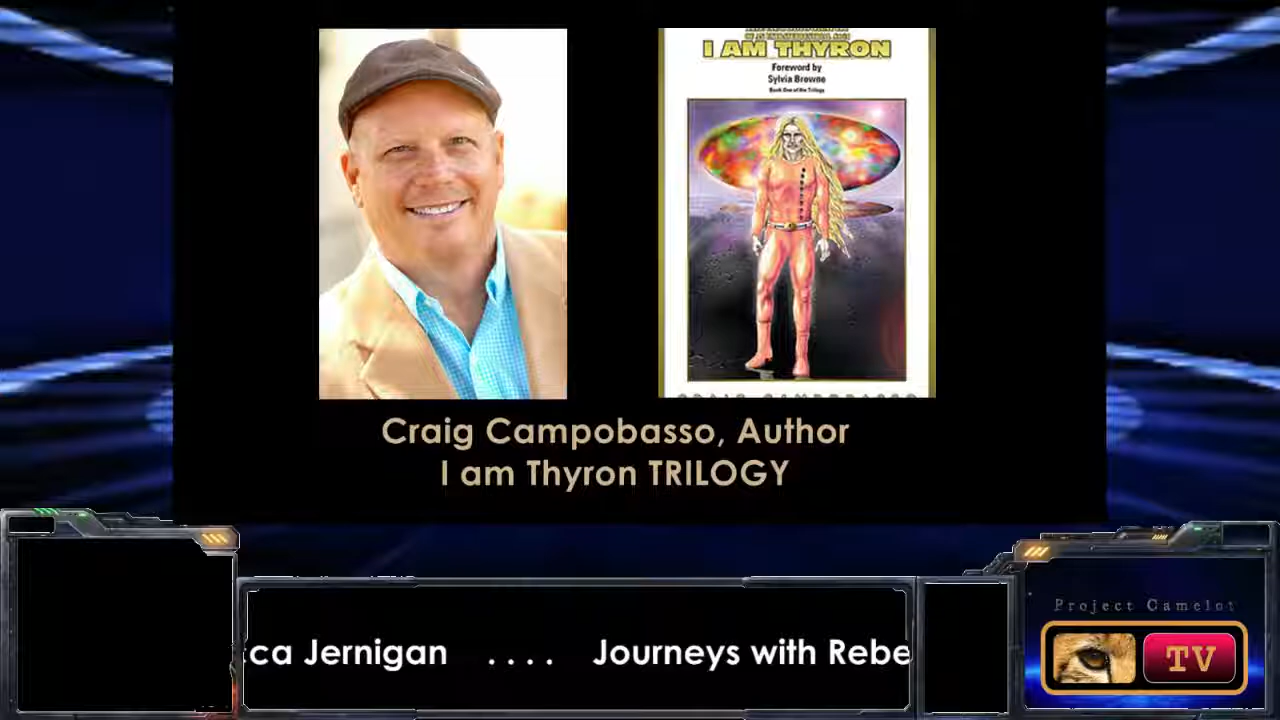 I AM THYRON
Foreword by
Sylvia Browne
Book One of the Trilogy
Craig Campobasso, Author
I am Thyron TRILOGY
cca Jernigan .... Journeys with Rebe
Project Camelot
TV